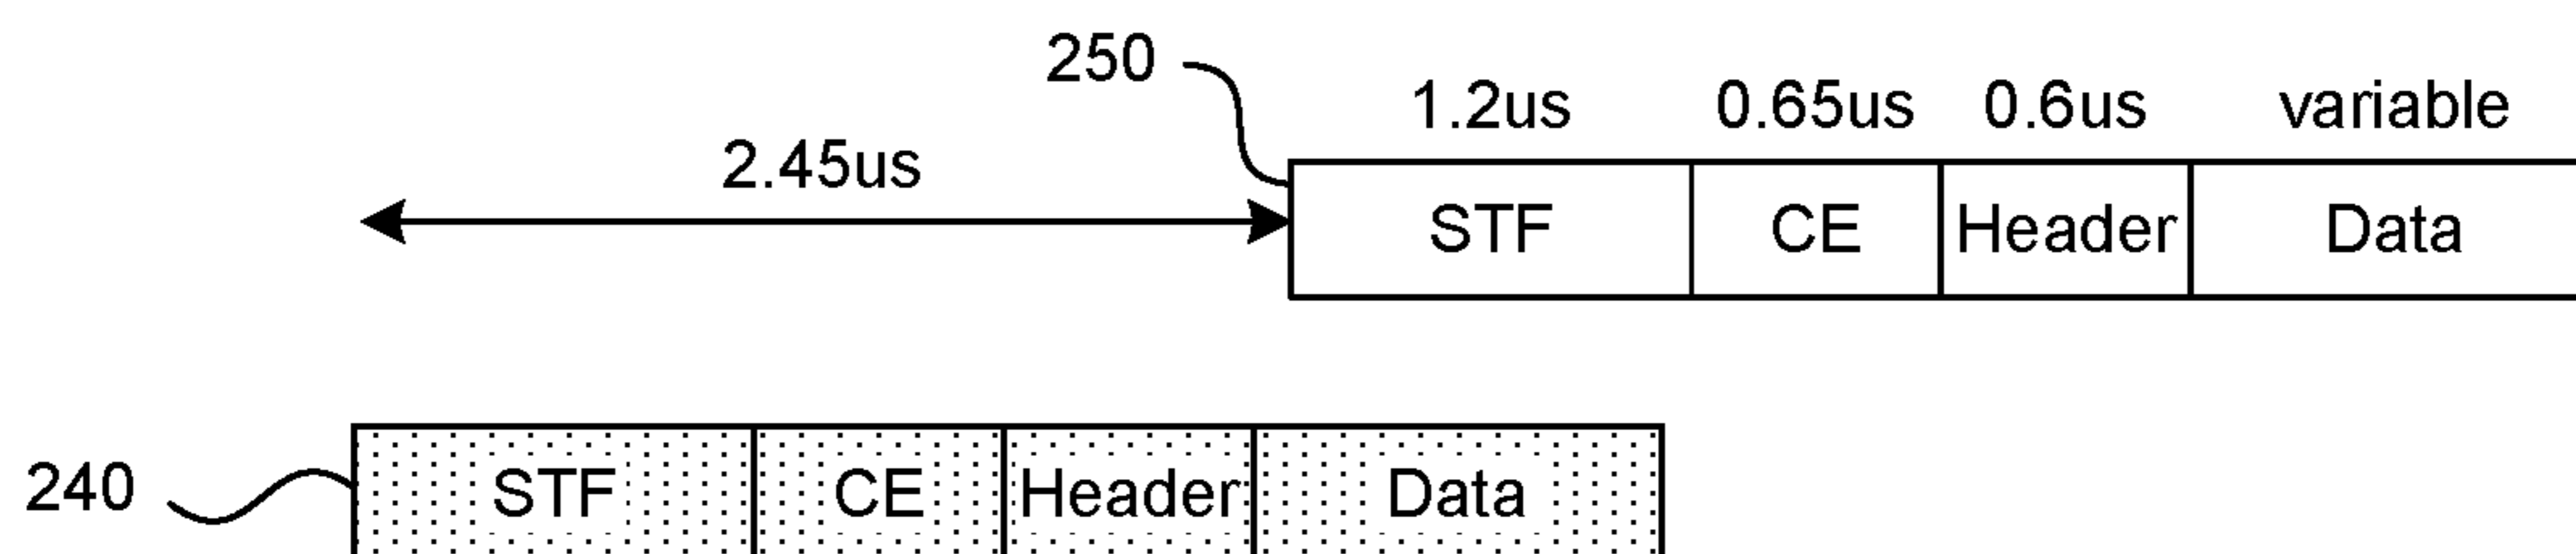 250
1.2us 0.65us 0.6us variable
2.45us
STF CE Header Data
240 STF CE Header Data